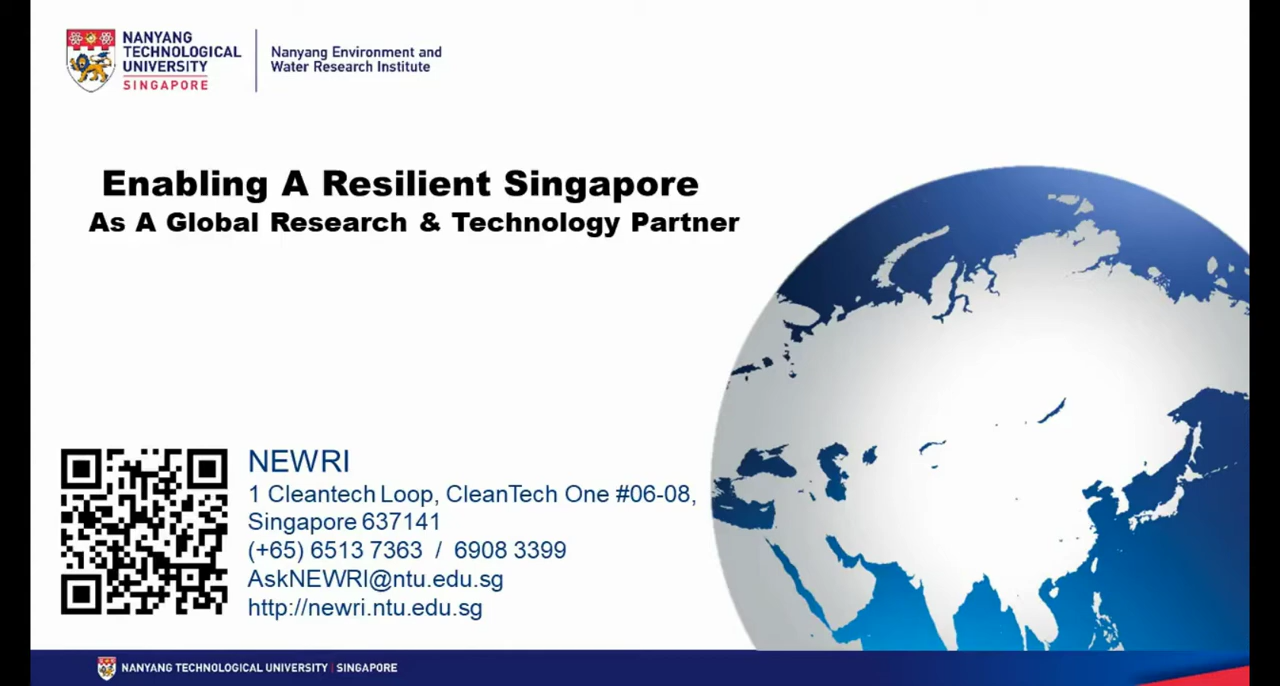 NANYANG
TECHNOLOGICAL
UNIVERSITY
SINGAPORE
Nanyang Environment and
Water Research Institute
Enabling A Resilient Singapore
As A Global Research & Technology Partner
NEWRI
1 Cleantech Loop, CleanTech One #06-08,
Singapore 637141
(+65) 6513 7363 / 6908 3399
AskNEWRI@ntu.edu.sg
http://newri.ntu.edu.sg
NANYANG TECHNOLOGICAL UNIVERSITY | SINGAPORE